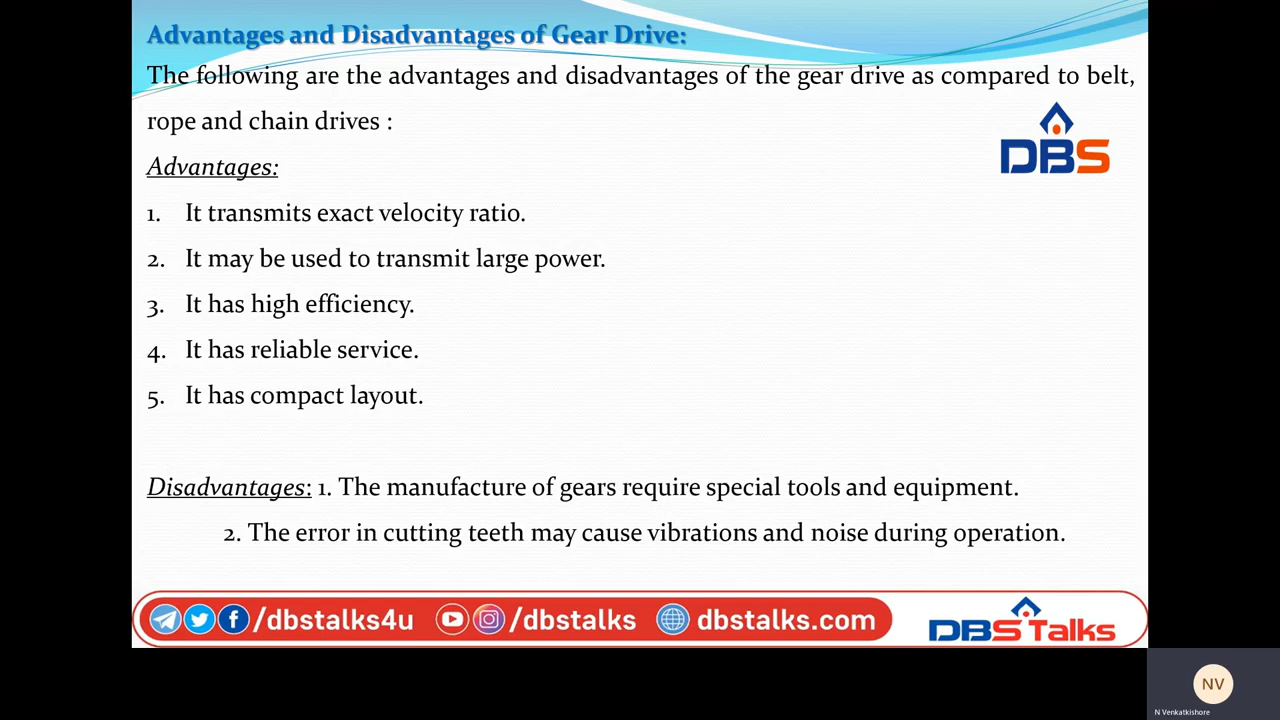 Advantages and Disadvantages of Gear Drive:
The following are the advantages and disadvantages of the gear drive as compared to belt,
rope and chain drives :
DBS
Advantages:
1. It transmits exact velocity ratio.
2. It may be used to transmit large power.
3. It has high efficiency.
4. It has reliable service.
5. It has compact layout.
Disadvantages: 1. The manufacture of gears require special tools and equipment.
2. The error in cutting teeth may cause vibrations and noise during operation.
/dbstalks4u /dbstalks dbstalks.com DBS Talks
NV
N Venkatkishore